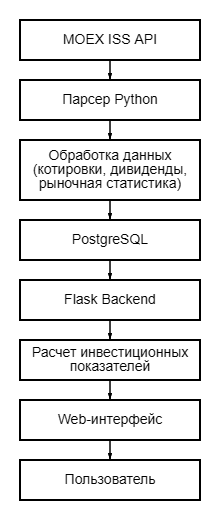 MOEX ISS API
Парсер Python
Обработка данных
(котировки, дивиденды,
рыночная статистика)
PostgreSQL
Flask Backend
Расчет инвестиционных
показателей
Web-интерфейс
Пользователь